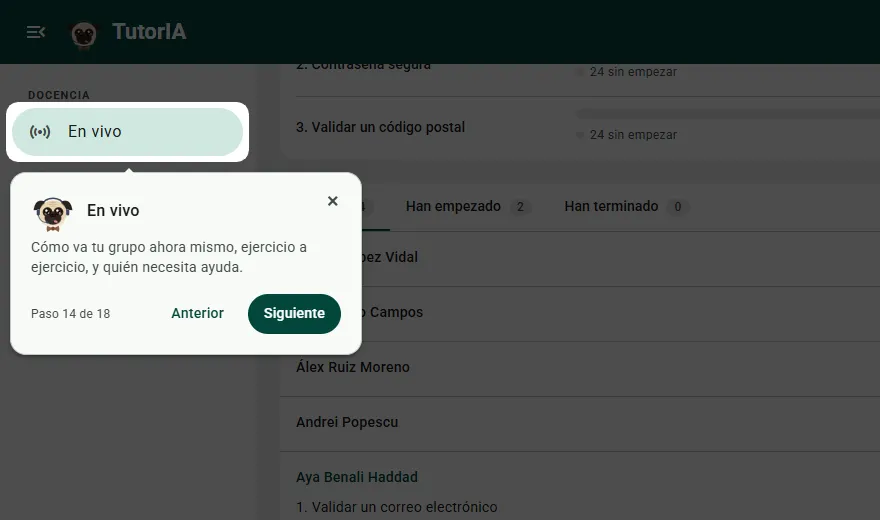 TutorIA
DOCENCIA
En vivo
En vivo
Cómo va tu grupo ahora mismo, ejercicio a
ejercicio, y quién necesita ayuda.
Paso 14 de 18
Anterior
Siguiente
2. Contraseña segura
24 sin empezar
3. Validar un código postal
24 sin empezar
Han empezado 2
Han terminado 0
Vidal
Campos
Álex Ruiz Moreno
Andrei Popescu
Aya Benali Haddad
1. Validar un correo electrónico